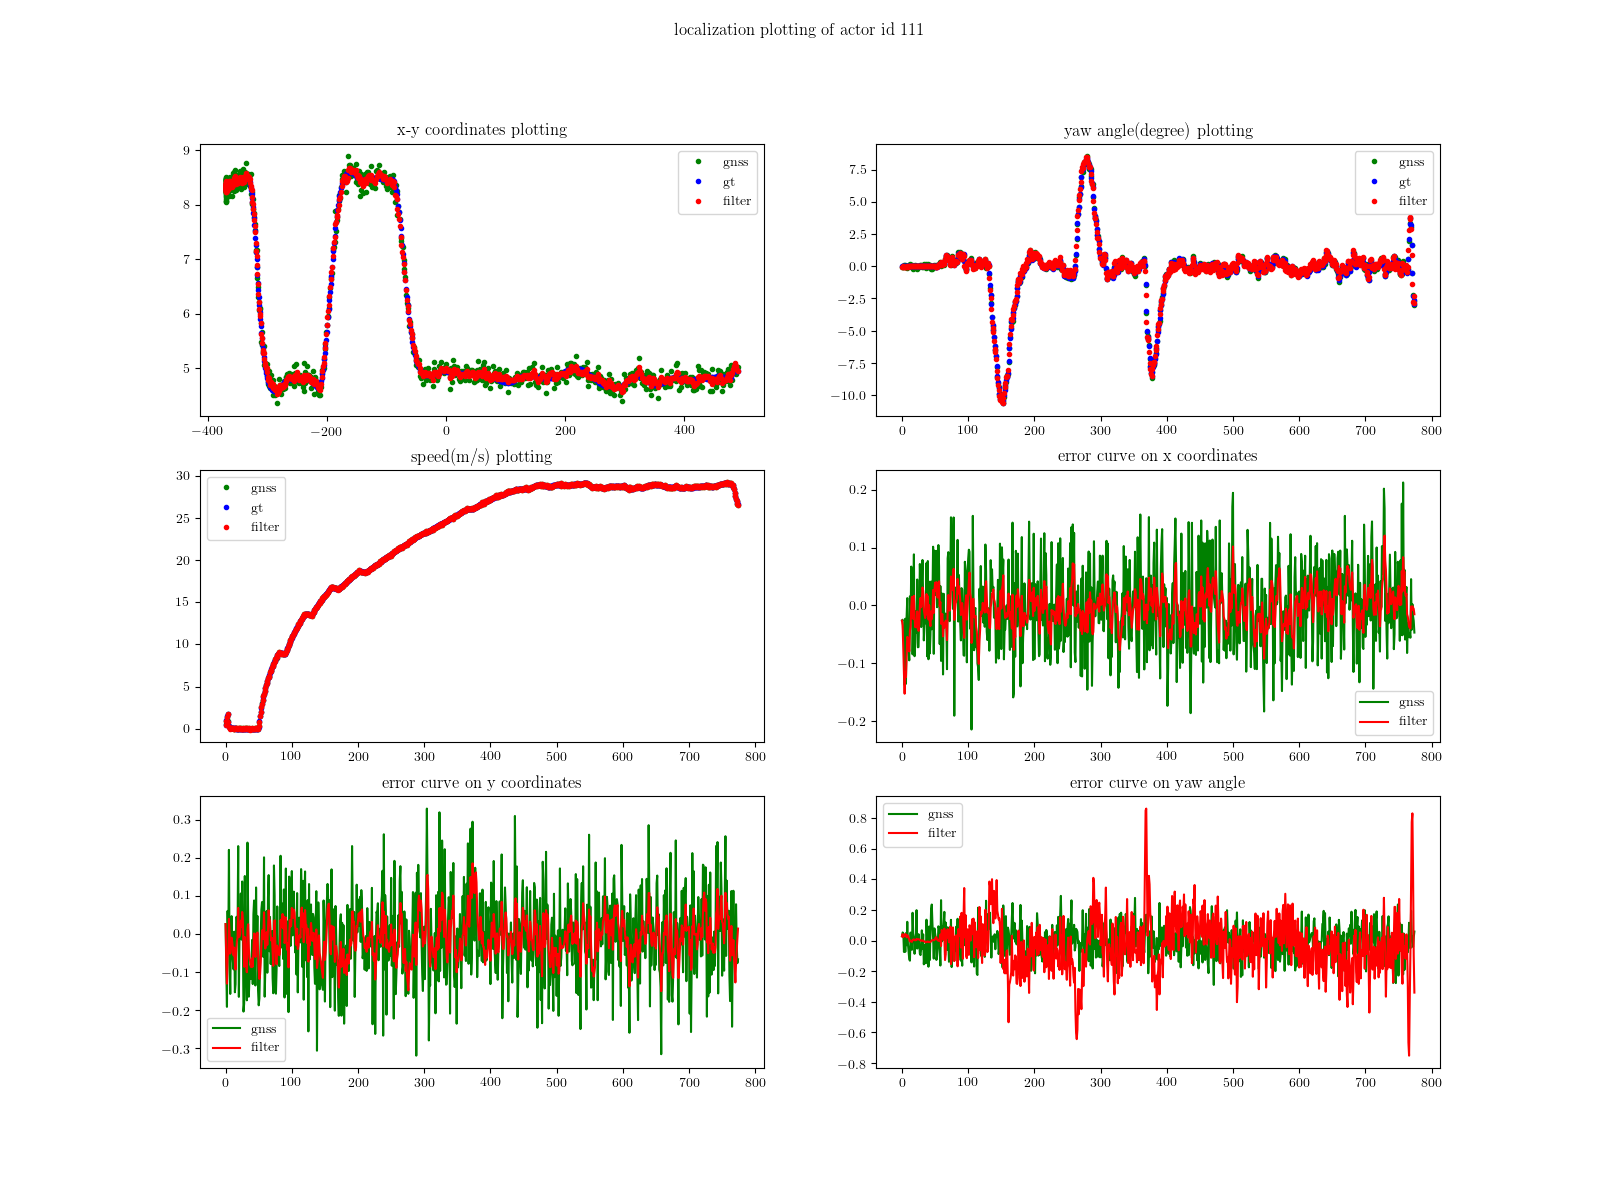 localization plotting of actor id 111
x-y coordinates plotting
9
8
7
6
5
−400 −200 0 200 400
gnss
gt
filter
yaw angle(degree) plotting
7.5
5.0
2.5
0.0
−2.5
−5.0
−7.5
−10.0
0 100 200 300 400 500 600 700 800
gnss
gt
filter
speed(m/s) plotting
30
25
20
15
10
5
0
0 100 200 300 400 500 600 700 800
gnss
gt
filter
error curve on x coordinates
0.2
0.1
0.0
−0.1
−0.2
0 100 200 300 400 500 600 700 800
gnss
filter
error curve on y coordinates
0.3
0.2
0.1
0.0
−0.1
−0.2
−0.3
0 100 200 300 400 500 600 700 800
gnss
filter
error curve on yaw angle
0.8
0.6
0.4
0.2
0.0
−0.2
−0.4
−0.6
−0.8
0 100 200 300 400 500 600 700 800
gnss
filter